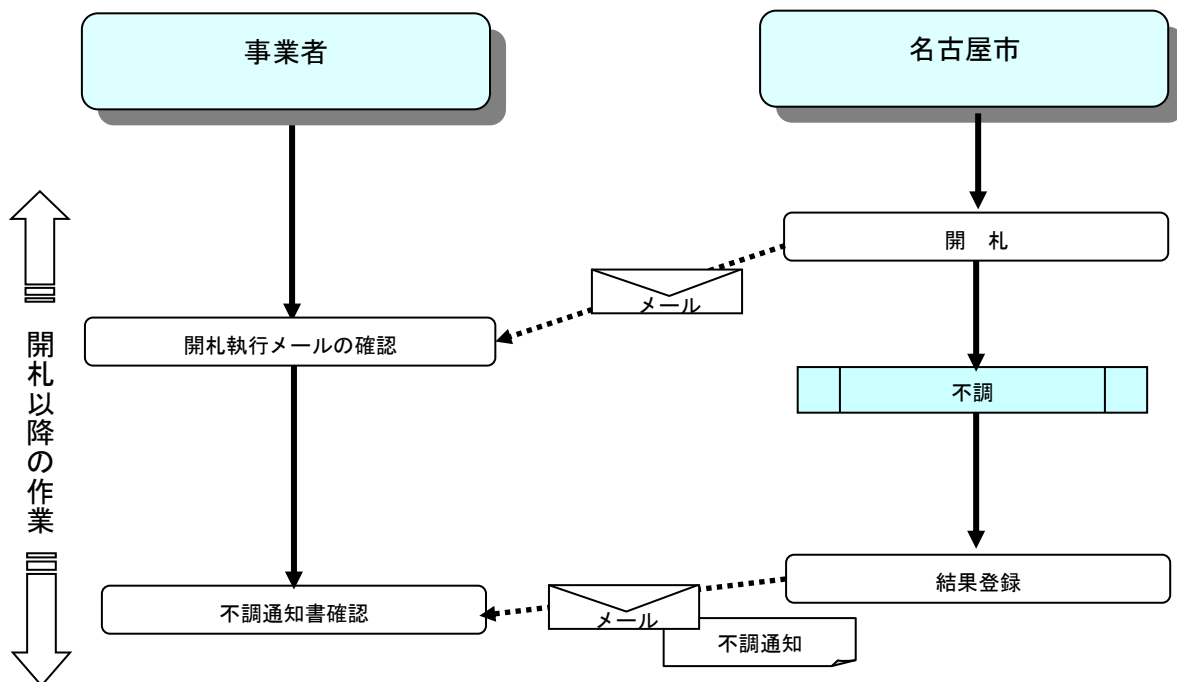 事業者
名古屋市
開　札
メール
開札執行メールの確認
不調
開札以降の作業
結果登録
メール
不調通知書確認
不調通知